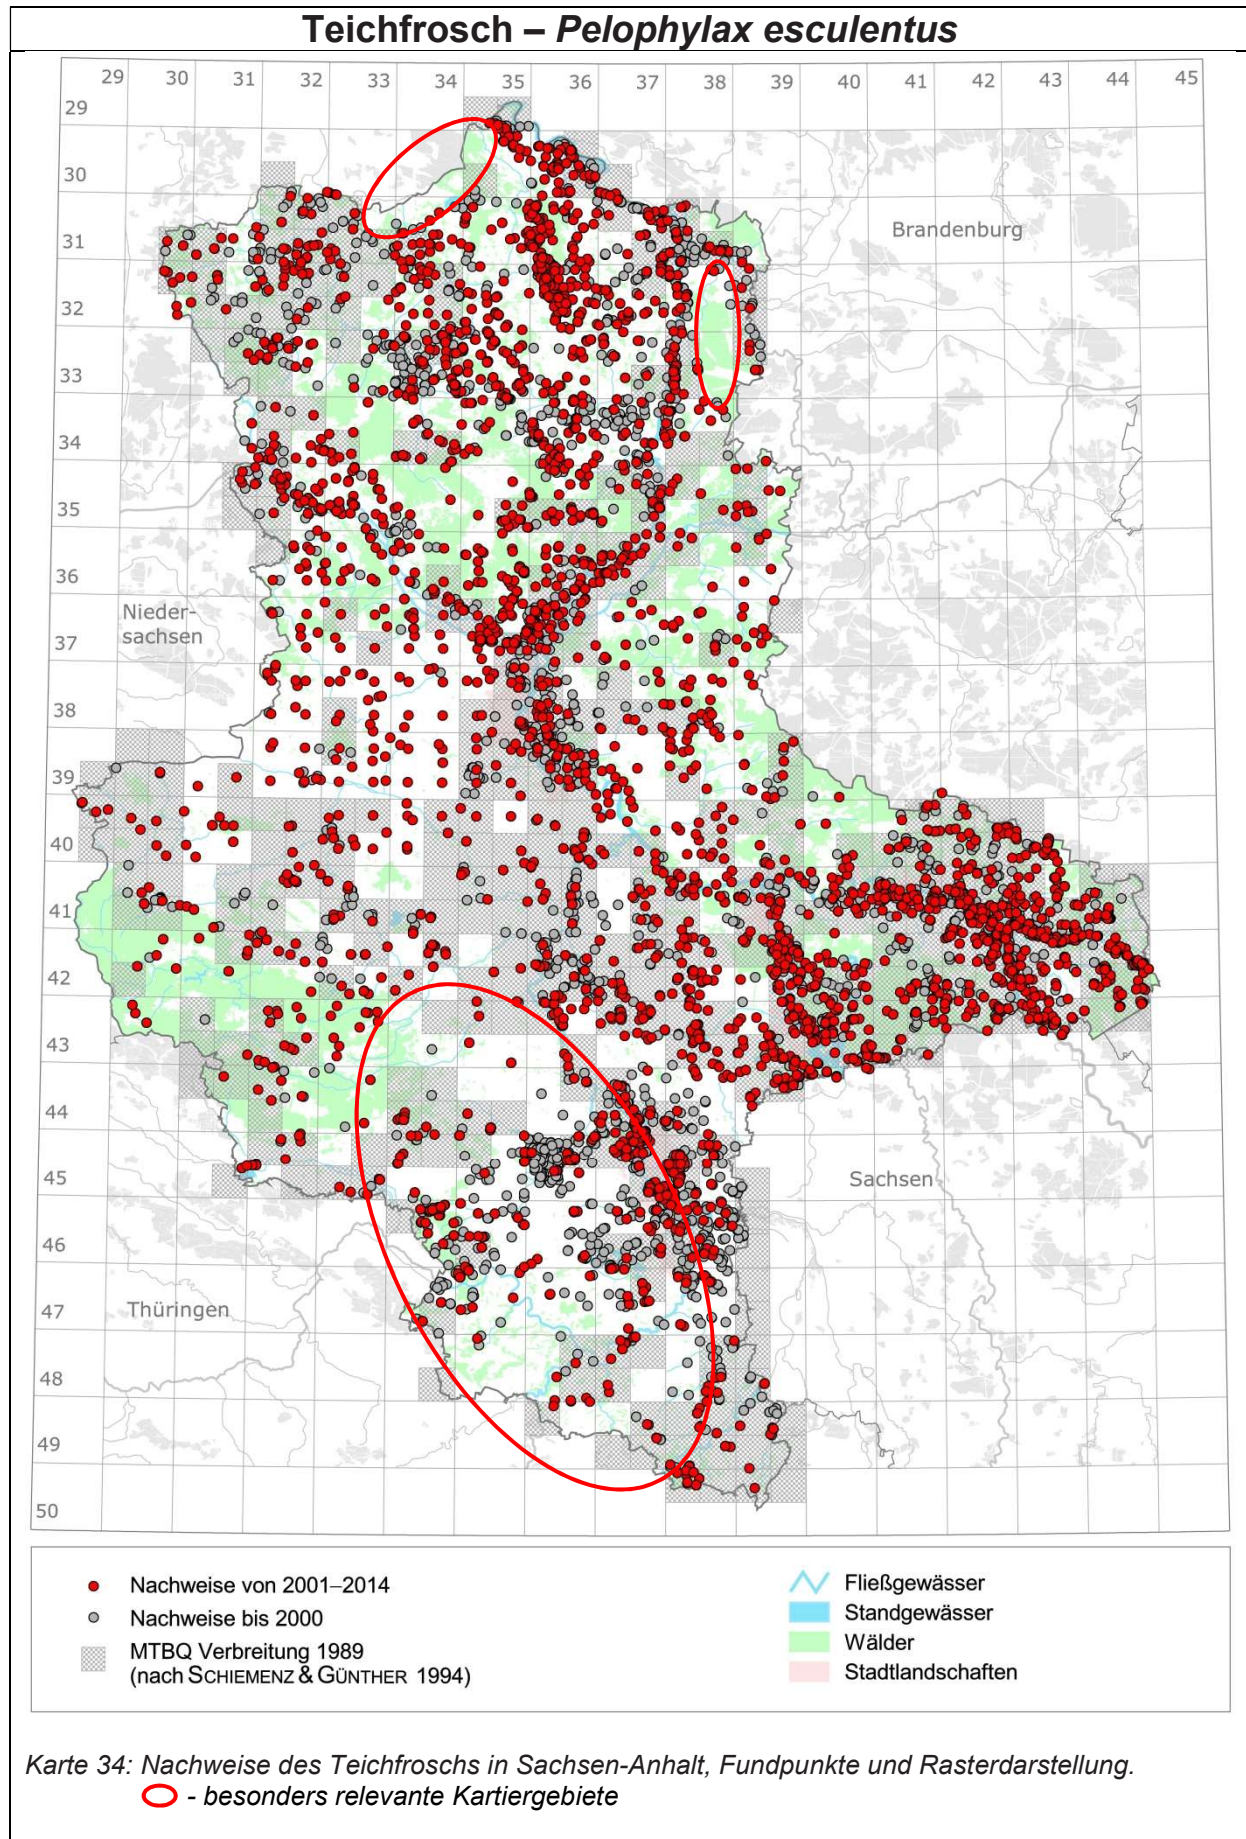 Teichfrosch – Pelophylax esculentus
29 30 31 32 33 34 35 36 37 38 39 40 41 42 43 44 45
29
30
31
32
33
34
35
36
37
38
39
40
41
42
43
44
45
46
47
48
49
50
Brandenburg
Nieder-
sachsen
Sachsen
Thüringen
Nachweise von 2001–2014
Nachweise bis 2000
MTBQ Verbreitung 1989
(nach SCHIEMENZ & GÜNTHER 1994)
Fließgewässer
Standgewässer
Wälder
Stadtlandschaften
Karte 34: Nachweise des Teichfroschs in Sachsen-Anhalt, Fundpunkte und Rasterdarstellung.
- besonders relevante Kartiergebiete